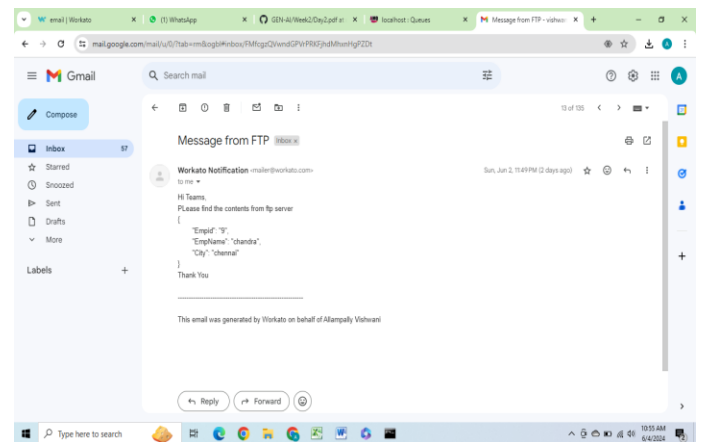 email | Workato
(1) WhatsApp
GEN-AI/Week2/Day2.pdf at
localhost : Queues
Message from FTP - vishwan
mail.google.com/mail/u/0/?tab=rm&ogbl#inbox/
Gmail
Search mail
A
Compose
13 of 135
Message from FTP Inbox x
Inbox 57
Starred
Snoozed
Sent
Drafts
More
Labels
Workato Notification <mailer@workato.com>
Sun, Jun 2, 11:49 PM (2 days ago)
to me
Hi Teams,
PLease find the contents from ftp server
{
"Empid": "9",
"EmpName": "chandra",
"City": "chennai"
}
Thank You
This email was generated by Workato on behalf of Allampally Vishwani
Reply
Forward
Type here to search
10:55 AM
6/4/2024